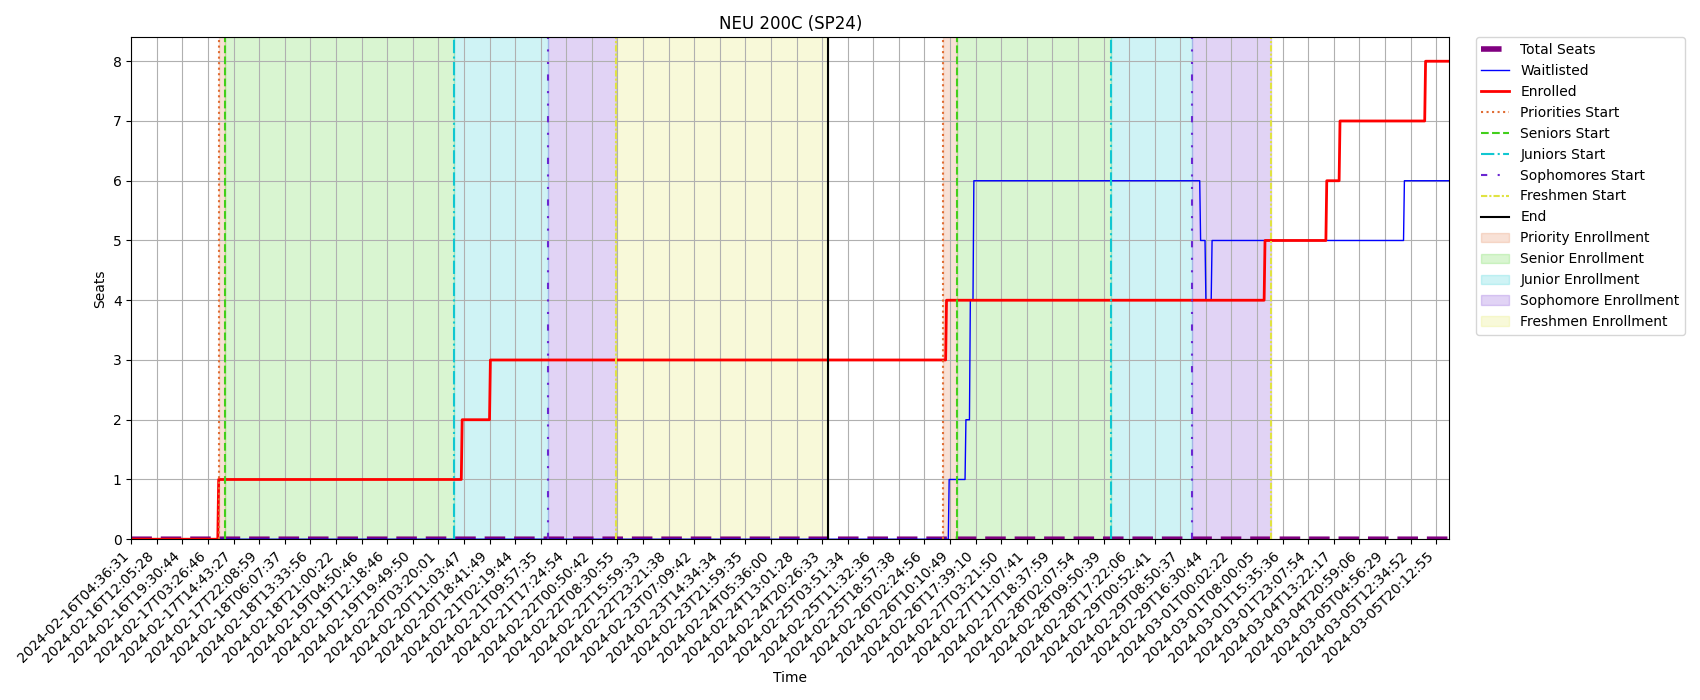 NEU 200C (SP24)
Seats
8
7
6
5
4
3
2
1
0
2024-02-16T04:36:31
2024-02-16T12:05:28
2024-02-16T19:30:44
2024-02-17T03:26:46
2024-02-17T14:43:27
2024-02-17T22:08:59
2024-02-18T06:07:37
2024-02-18T13:33:56
2024-02-18T21:00:22
2024-02-19T04:50:46
2024-02-19T12:18:46
2024-02-19T19:49:50
2024-02-20T03:20:01
2024-02-20T11:03:47
2024-02-20T18:41:49
2024-02-21T02:19:44
2024-02-21T09:57:35
2024-02-21T17:24:54
2024-02-22T00:50:42
2024-02-22T08:30:55
2024-02-22T15:59:33
2024-02-22T23:21:38
2024-02-23T07:09:42
2024-02-23T14:34:34
2024-02-23T21:59:35
2024-02-24T05:36:00
2024-02-24T13:01:28
2024-02-24T20:26:33
2024-02-25T03:51:34
2024-02-25T11:32:36
2024-02-25T18:57:38
2024-02-26T02:24:56
2024-02-26T10:10:49
2024-02-26T17:39:10
2024-02-27T03:21:50
2024-02-27T11:07:41
2024-02-27T18:37:59
2024-02-28T02:07:54
2024-02-28T09:50:39
2024-02-28T17:22:06
2024-02-29T00:52:41
2024-02-29T08:50:37
2024-02-29T16:30:44
2024-03-01T00:02:22
2024-03-01T08:00:05
2024-03-01T15:35:36
2024-03-01T23:07:54
2024-03-04T13:22:17
2024-03-04T20:59:06
2024-03-05T04:56:29
2024-03-05T12:34:52
2024-03-05T20:12:55
Time
Total Seats
Waitlisted
Enrolled
Priorities Start
Seniors Start
Juniors Start
Sophomores Start
Freshmen Start
End
Priority Enrollment
Senior Enrollment
Junior Enrollment
Sophomore Enrollment
Freshmen Enrollment